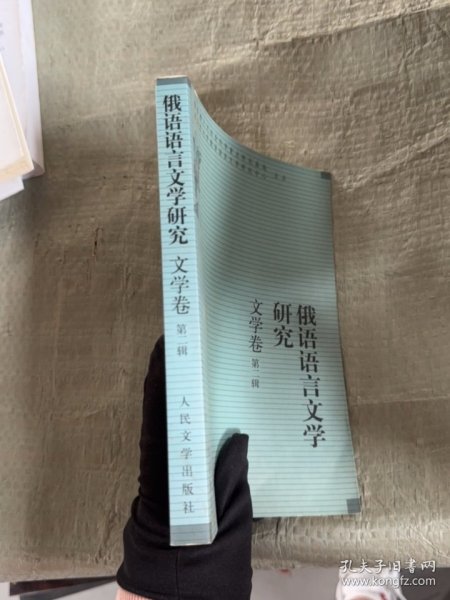 俄语语言文学研究 文学卷 第二辑
人民文学出版社
俄语语言文学
研究
文学卷 第二辑
孔夫子旧书网
www.kongfz.com